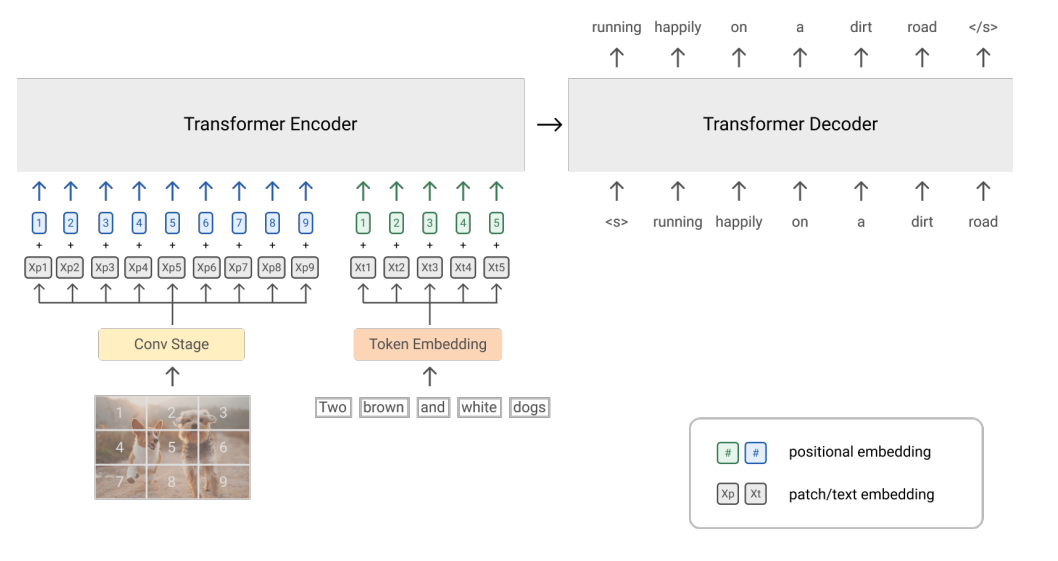 running happily on a dirt road </s>
Transformer Encoder
Transformer Decoder
1 2 3 4 5 6 7 8 9
1 2 3 4 5
+ + + + + + + + +
+ + + + +
Xp1 Xp2 Xp3 Xp4 Xp5 Xp6 Xp7 Xp8 Xp9
Xt1 Xt2 Xt3 Xt4 Xt5
<s> running happily on a dirt road
Conv Stage
Token Embedding
1 2 3
4 5 6
7 8 9
Two brown and white dogs
# # positional embedding
Xp Xt patch/text embedding